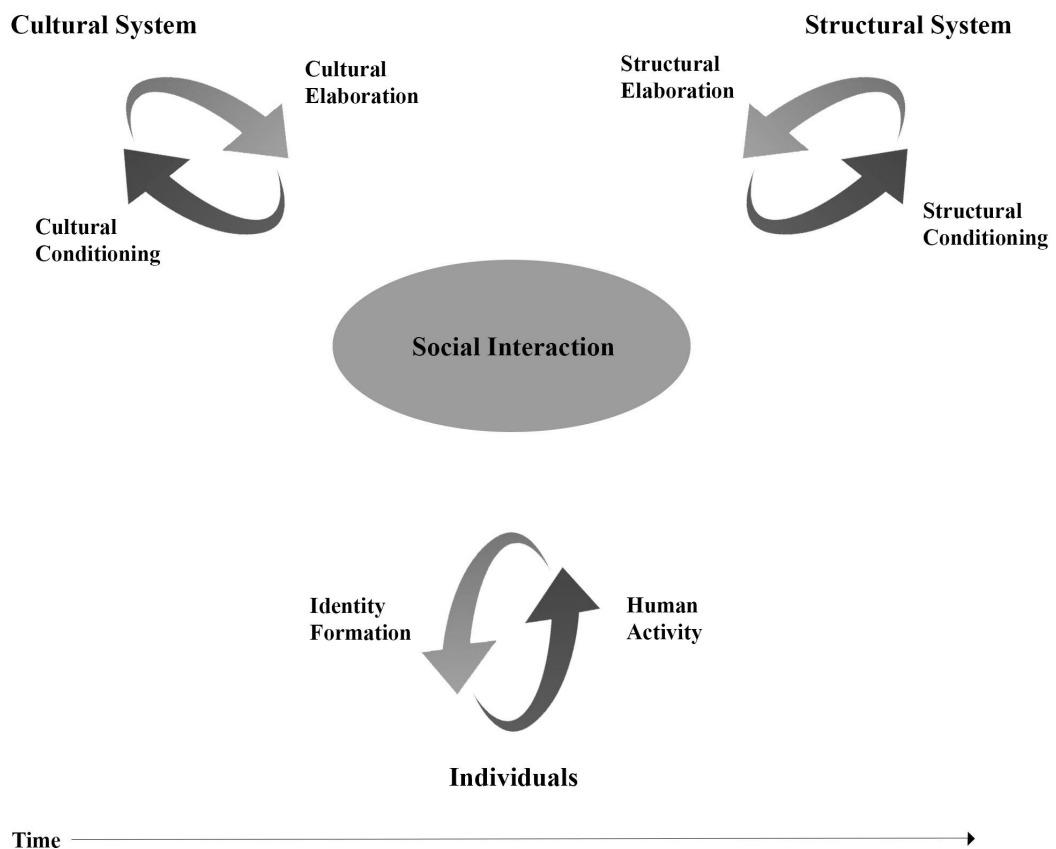 Cultural System
Structural System
Cultural
Elaboration
Structural
Elaboration
Cultural
Conditioning
Structural
Conditioning
Social Interaction
Identity
Formation
Human
Activity
Individuals
Time